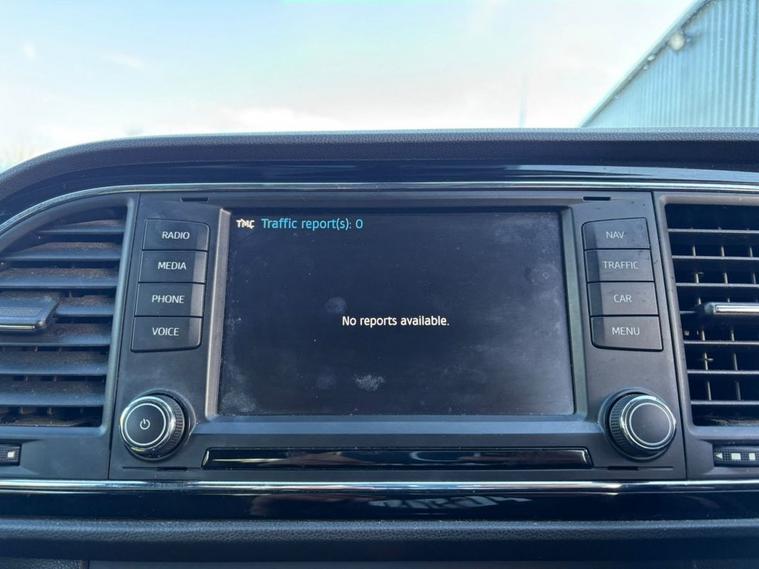 TMC Traffic report(s): 0
No reports available.
RADIO
MEDIA
PHONE
VOICE
NAV
TRAFFIC
CAR
MENU